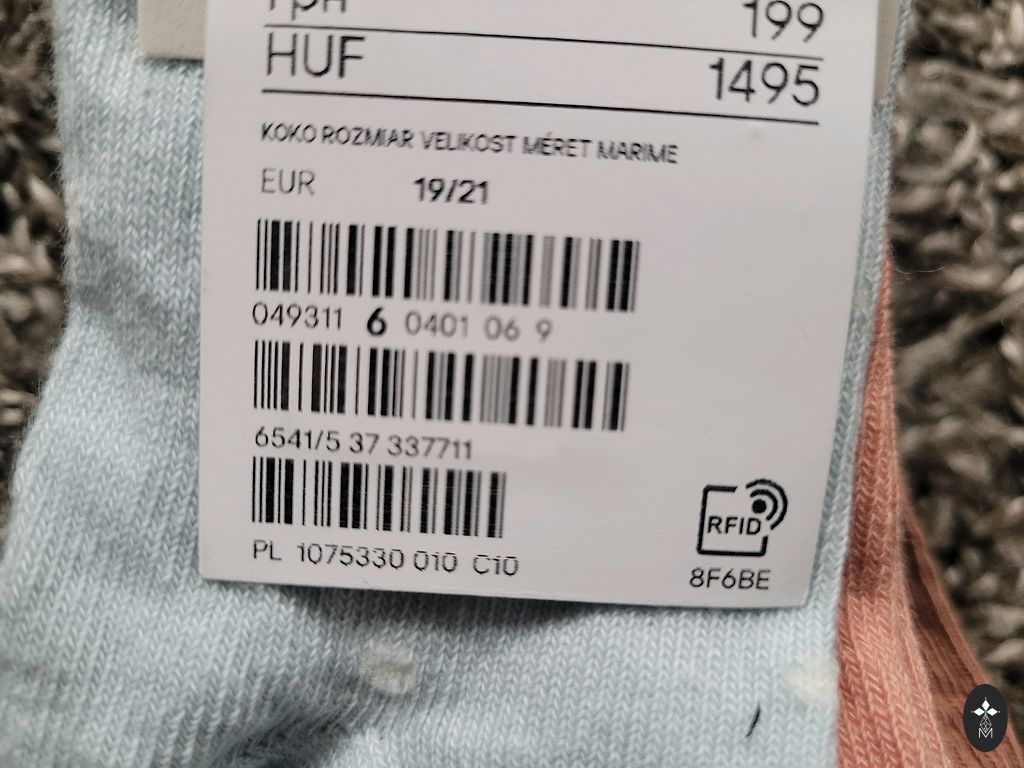 грн 199
HUF 1495
KOKO ROZMIAR VELIKOST MÉRET MARIME
EUR 19/21
049311 6 0401 06 9
6541/5 37 337711
PL 1075330 010 C10
RFID
8F6BE
M